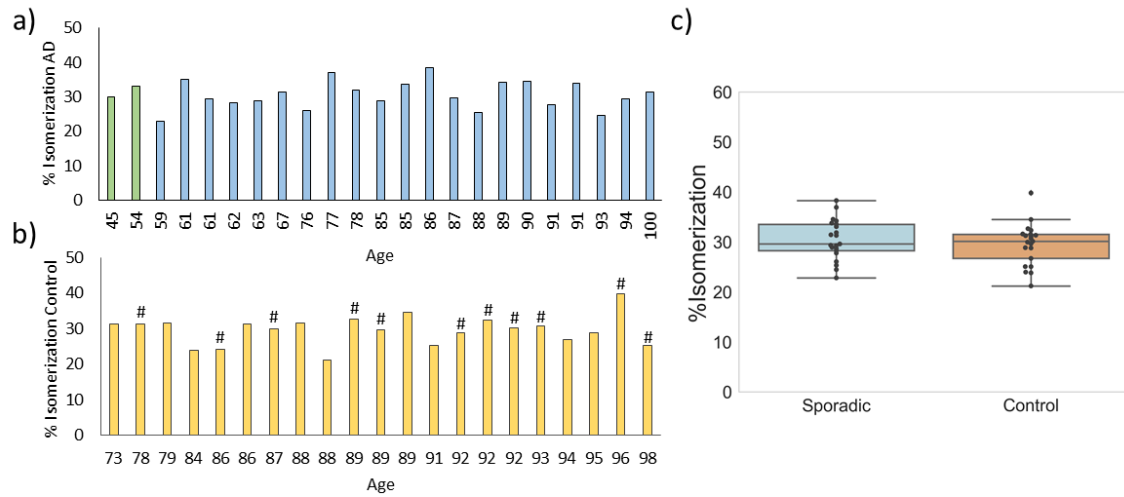 a)
% Isomerization AD
50
40
30
20
10
0
45 54 59 61 61 62 63 67 76 77 78 85 85 86 87 88 89 90 91 91 93 94 100
Age
b)
% Isomerization Control
50
40
30
20
10
0
# # # # # # # # # # #
73 78 79 84 86 86 87 88 88 89 89 89 91 92 92 92 93 94 95 96 98
Age
c)
%Isomerization
60
50
40
30
20
10
0
Sporadic Control